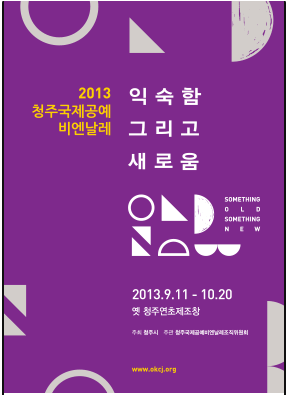 2013
청주국제공예
비엔날레
익숙함
그리고
새로움
OLD
NEW
SOMETHING
OLD
SOMETHING
NEW
2013.9.11 - 10.20
옛 청주연초제조창
주최 청주시 주관 청주국제공예비엔날레조직위원회
www.okcj.org